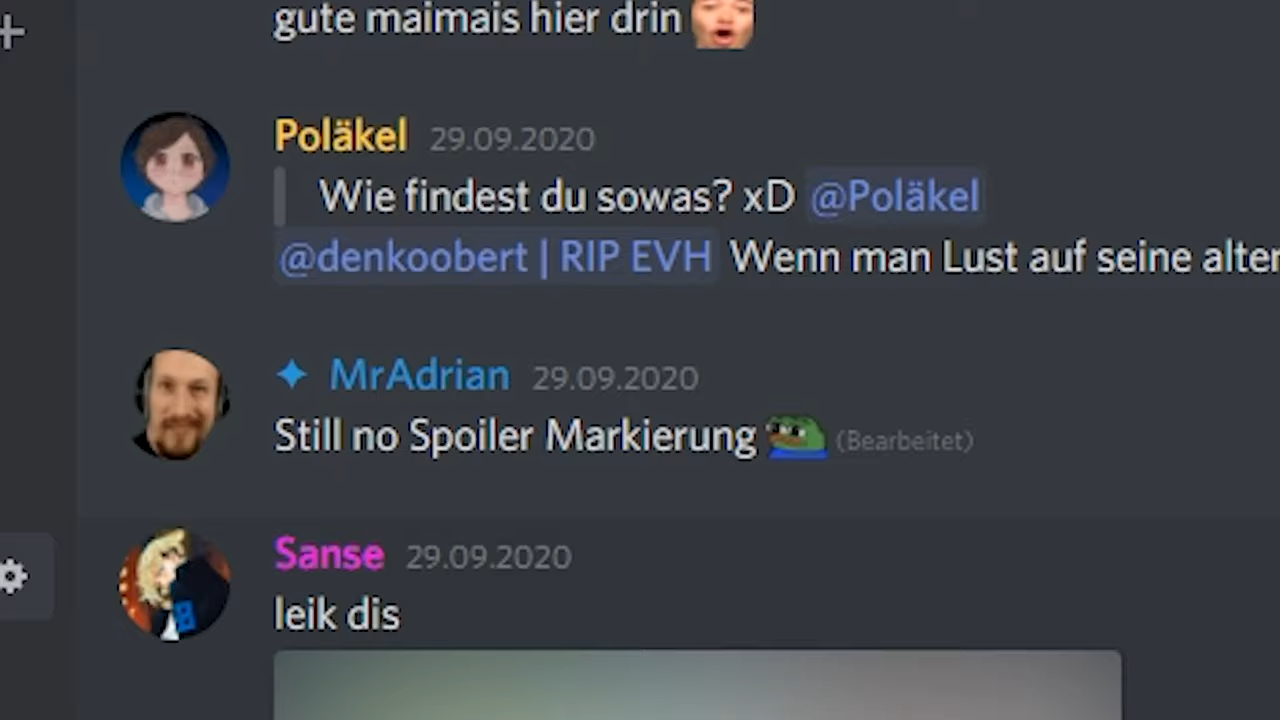 gute maimais hier drin
Poläkel 29.09.2020
Wie findest du sowas? xD @Poläkel
@denkoobert | RIP EVH Wenn man Lust auf seine alten
MrAdrian 29.09.2020
Still no Spoiler Markierung (Bearbeitet)
Sanse 29.09.2020
leik dis